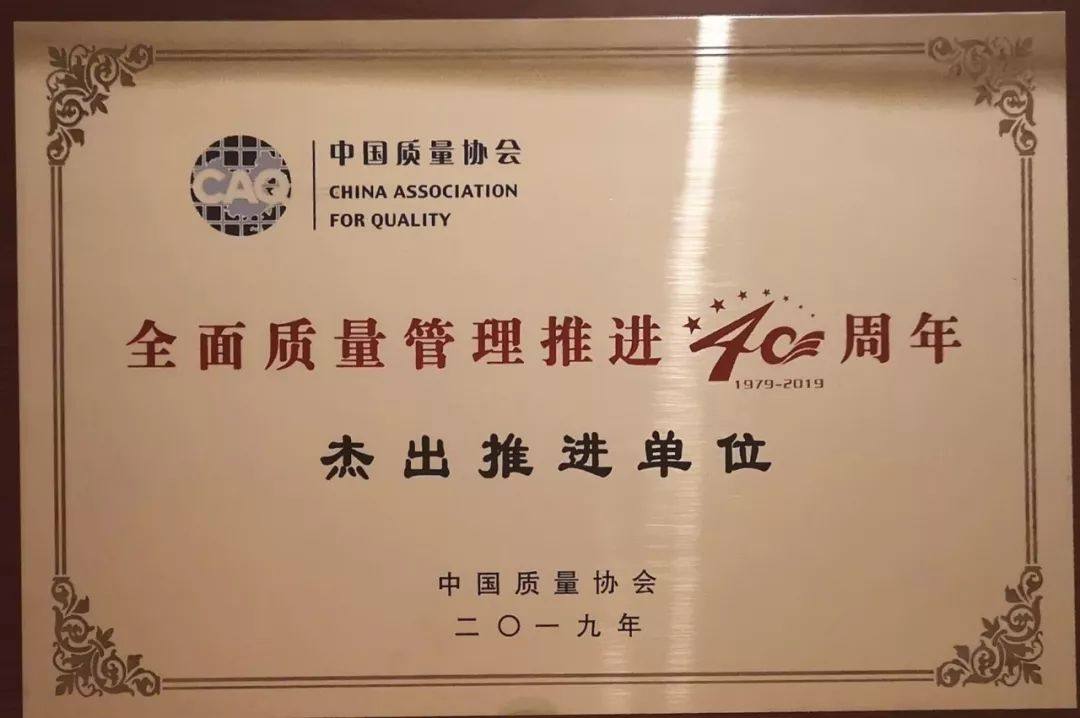 CAQ
中国质量协会
CHINA ASSOCIATION
FOR QUALITY
全面质量管理推进40周年
1979-2019
杰出推进单位
中国质量协会
二〇一九年